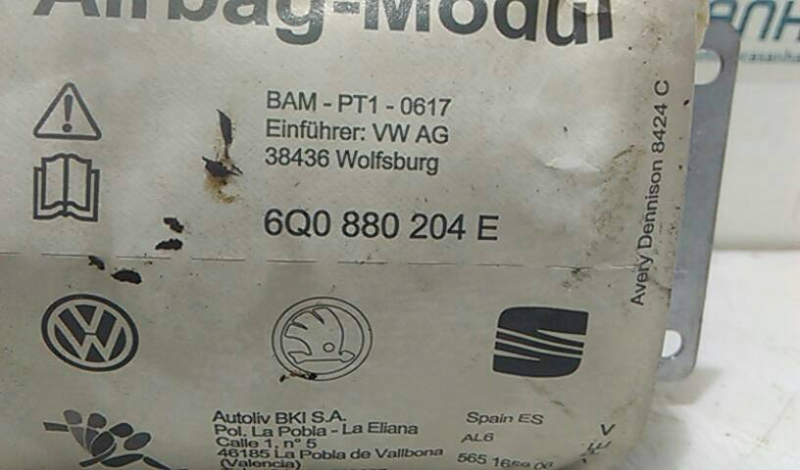 Airbag-Modul
BAM - PT1 - 0617
Einführer: VW AG
38436 Wolfsburg
6Q0 880 204 E
Avery Dennison 8424 C
Autoliv BKI S.A.
Pol. La Pobla - La Eliana
Calle 1, n° 5
46185 La Pobla de Vallbona
(Valencia)
Spain ES
AL6